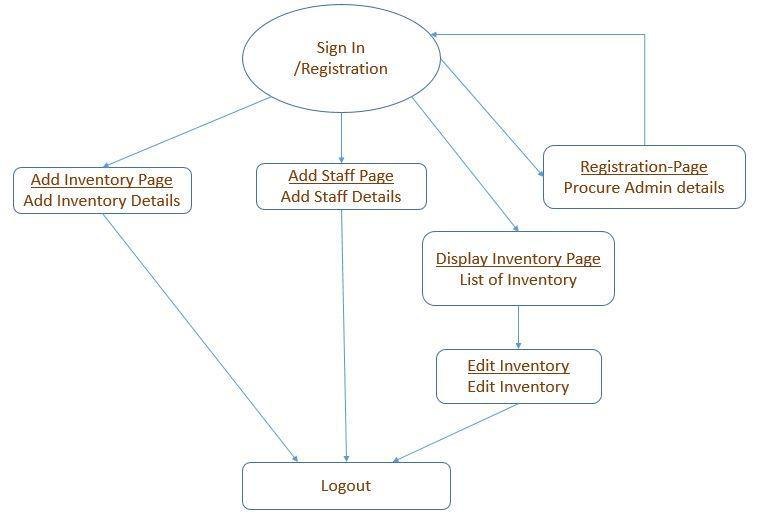 Sign In
/Registration
Add Inventory Page
Add Inventory Details
Add Staff Page
Add Staff Details
Registration-Page
Procure Admin details
Display Inventory Page
List of Inventory
Edit Inventory
Edit Inventory
Logout